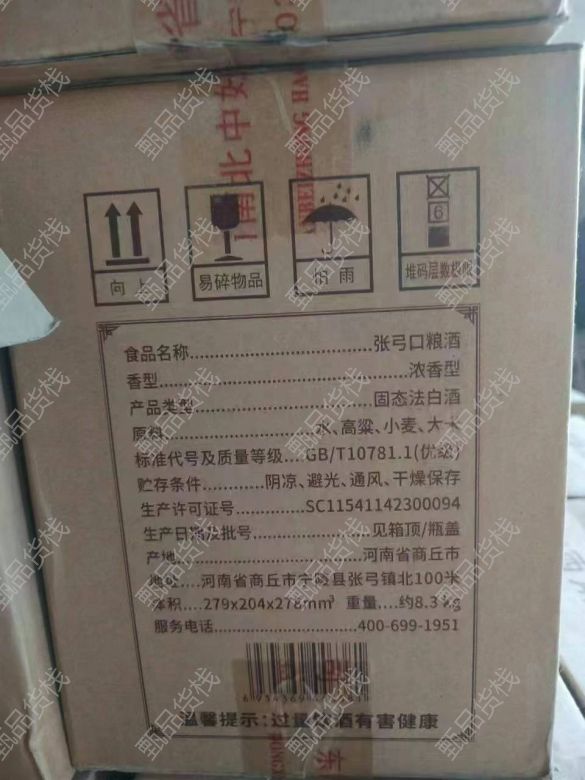 向上
易碎物品
怕雨
6
堆码层数极限
食品名称......张弓口粮酒
香型......浓香型
产品类型......固态法白酒
原料......水、高粱、小麦、大米
标准代号及质量等级......GB/T10781.1(优级)
贮存条件......阴凉、避光、通风、干燥保存
生产许可证号......SC11541142300094
生产日期及批号......见箱顶/瓶盖
产地......河南省商丘市
地址......河南省商丘市宁陵县张弓镇北100米
体积......279x204x278mm³ 重量....约8.3kg
服务电话......400-699-1951
温馨提示:过量饮酒有害健康
甄品货栈